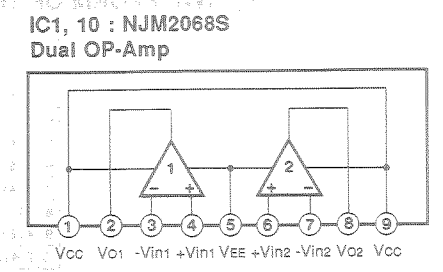 IC1, 10 : NJM2068S
Dual OP-Amp
1 2
- + + -
1 2 3 4 5 6 7 8 9
Vcc Vo1 -Vin1 +Vin1 VEE +Vin2 -Vin2 Vo2 Vcc